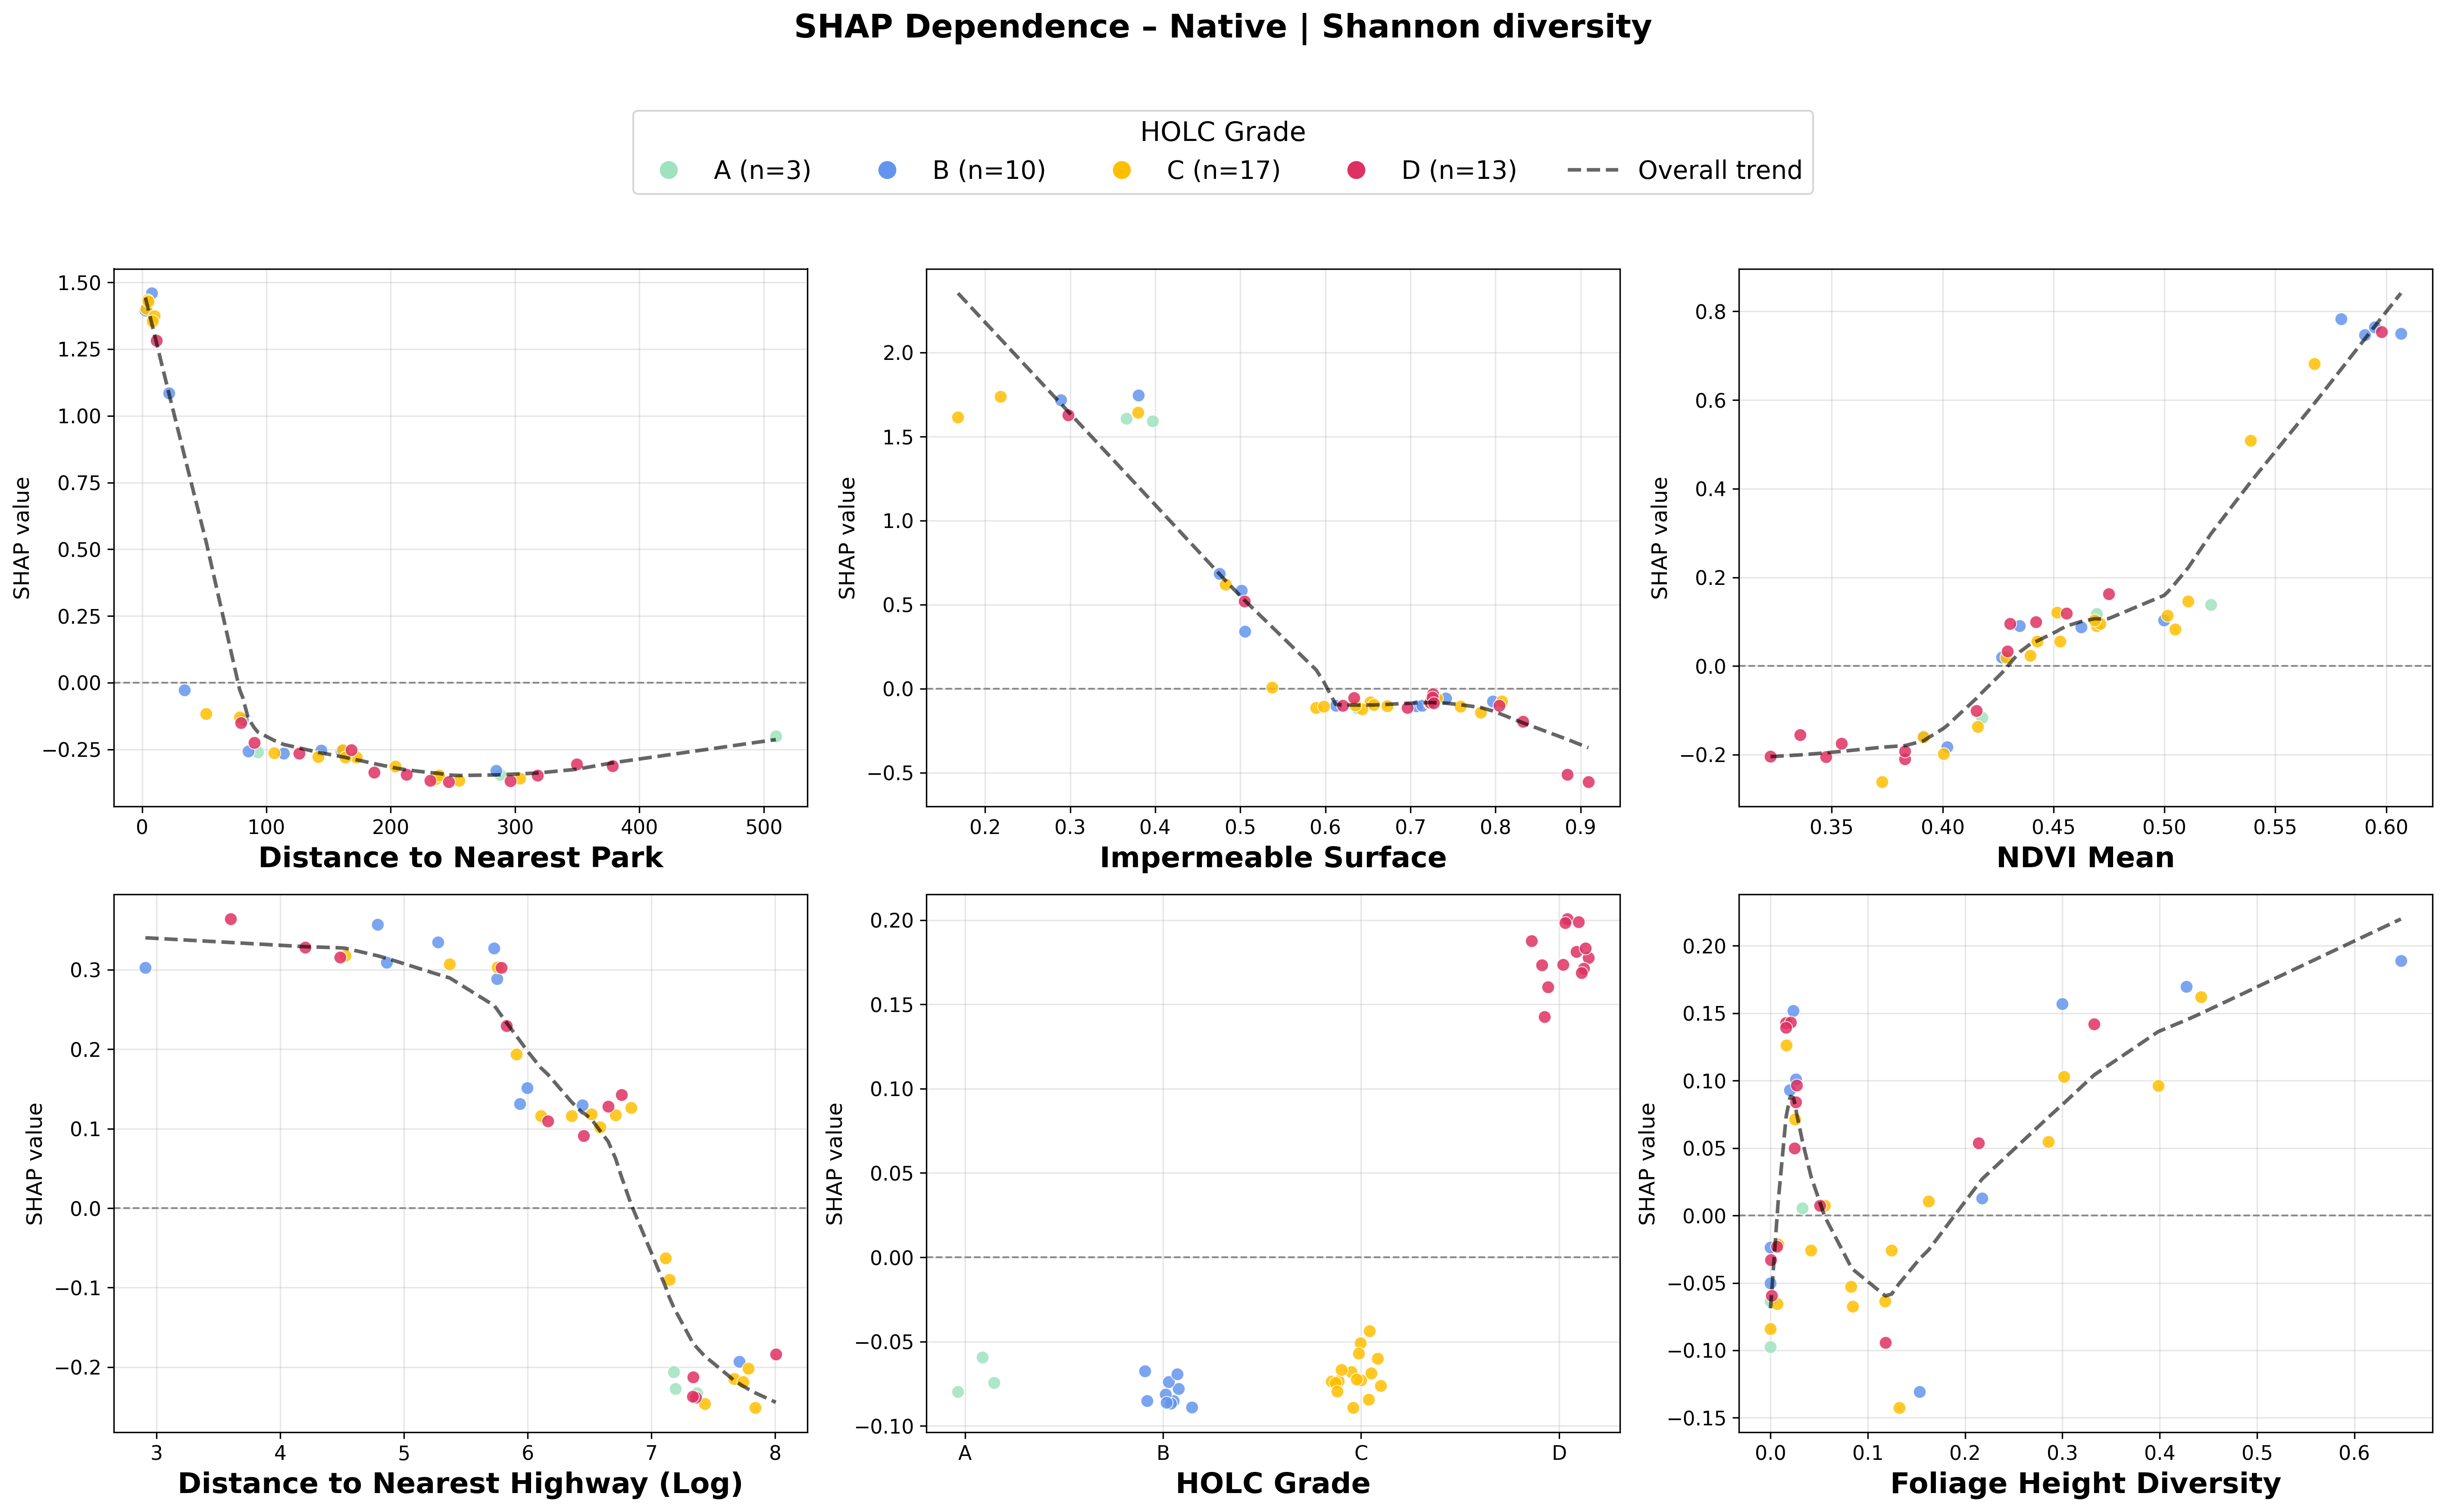 SHAP Dependence – Native | Shannon diversity
HOLC Grade
A (n=3) B (n=10) C (n=17) D (n=13) Overall trend
1.50
1.25
1.00
0.75
0.50
0.25
0.00
−0.25
SHAP value
0 100 200 300 400 500
Distance to Nearest Park
2.0
1.5
1.0
0.5
0.0
−0.5
SHAP value
0.2 0.3 0.4 0.5 0.6 0.7 0.8 0.9
Impermeable Surface
0.8
0.6
0.4
0.2
0.0
−0.2
SHAP value
0.35 0.40 0.45 0.50 0.55 0.60
NDVI Mean
0.3
0.2
0.1
0.0
−0.1
−0.2
SHAP value
3 4 5 6 7 8
Distance to Nearest Highway (Log)
0.20
0.15
0.10
0.05
0.00
−0.05
−0.10
SHAP value
A B C D
HOLC Grade
0.20
0.15
0.10
0.05
0.00
−0.05
−0.10
−0.15
SHAP value
0.0 0.1 0.2 0.3 0.4 0.5 0.6
Foliage Height Diversity